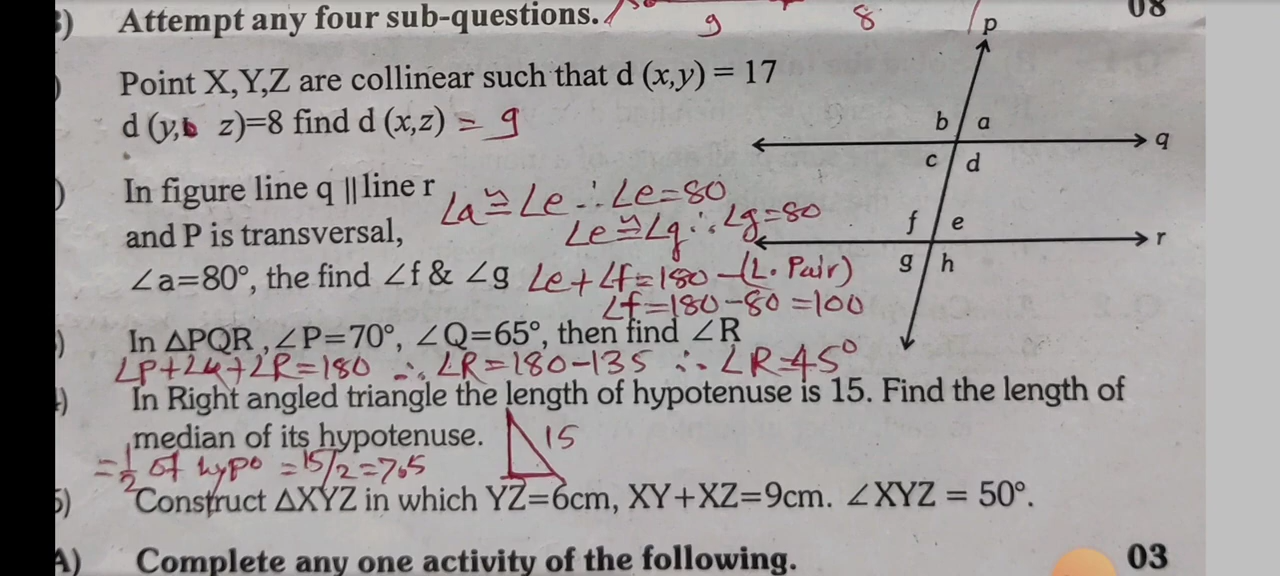 ) Attempt any four sub-questions.
08
9 8
) Point X,Y,Z are collinear such that d (x,y) = 17
d (y, z)=8 find d (x,z) = 9
) In figure line q || line r ∠a ≅ ∠e ∴ ∠e=80
and P is transversal, ∠e ≅ ∠g ∴ ∠g=80
∠a=80°, the find ∠f & ∠g ∠e+∠f=180 -(L. Pair)
∠f=180-80 =100
p
b a
q
c d
f e
r
g h
) In ΔPQR ,∠P=70°, ∠Q=65°, then find ∠R
∠P+∠Q+∠R=180 ∴ ∠R=180-135 ∴ ∠R=45°
) In Right angled triangle the length of hypotenuse is 15. Find the length of
median of its hypotenuse. 15
=1/2 of hypo =15/2=7.5
5) Construct ΔXYZ in which YZ=6cm, XY+XZ=9cm. ∠XYZ = 50°.
A) Complete any one activity of the following. 03